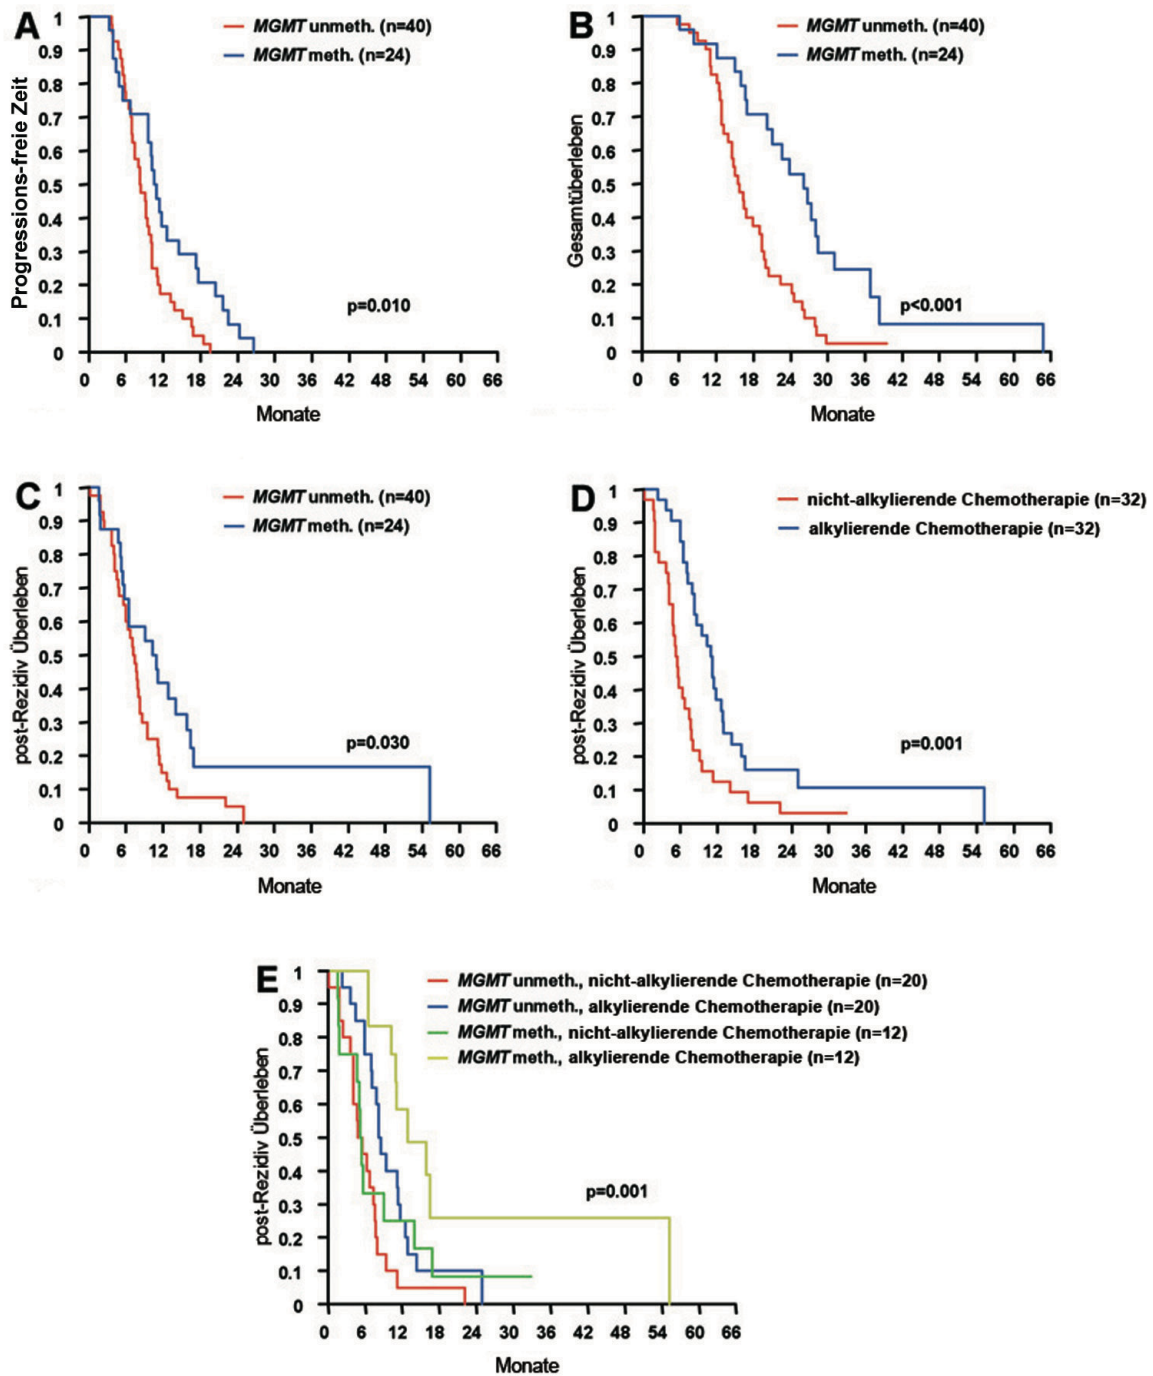 A
MGMT unmeth. (n=40)
MGMT meth. (n=24)
Progressions-freie Zeit
1
0.9
0.8
0.7
0.6
0.5
0.4
0.3
0.2
0.1
0
p=0.010
0 6 12 18 24 30 36 42 48 54 60 66
Monate
B
MGMT unmeth. (n=40)
MGMT meth. (n=24)
Gesamtüberleben
1
0.9
0.8
0.7
0.6
0.5
0.4
0.3
0.2
0.1
0
p<0.001
0 6 12 18 24 30 36 42 48 54 60 66
Monate
C
MGMT unmeth. (n=40)
MGMT meth. (n=24)
post-Rezidiv Überleben
1
0.9
0.8
0.7
0.6
0.5
0.4
0.3
0.2
0.1
0
p=0.030
0 6 12 18 24 30 36 42 48 54 60 66
Monate
D
nicht-alkylierende Chemotherapie (n=32)
alkylierende Chemotherapie (n=32)
post-Rezidiv Überleben
1
0.9
0.8
0.7
0.6
0.5
0.4
0.3
0.2
0.1
0
p=0.001
0 6 12 18 24 30 36 42 48 54 60 66
Monate
E
MGMT unmeth., nicht-alkylierende Chemotherapie (n=20)
MGMT unmeth., alkylierende Chemotherapie (n=20)
MGMT meth., nicht-alkylierende Chemotherapie (n=12)
MGMT meth., alkylierende Chemotherapie (n=12)
post-Rezidiv Überleben
1
0.9
0.8
0.7
0.6
0.5
0.4
0.3
0.2
0.1
0
p=0.001
0 6 12 18 24 30 36 42 48 54 60 66
Monate